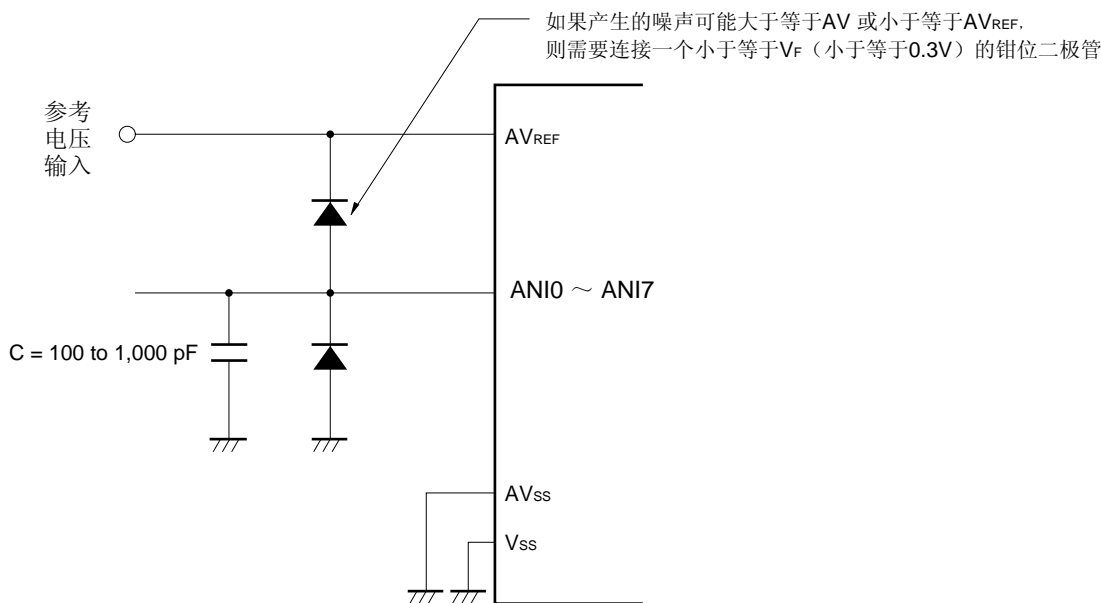 如果产生的噪声可能大于等于AV 或小于等于AVREF,
则需要连接一个小于等于VF（小于等于0.3V）的钳位二极管
参考
电压
输入
AVREF
ANI0 ～ ANI7
C = 100 to 1,000 pF
AVSS
VSS